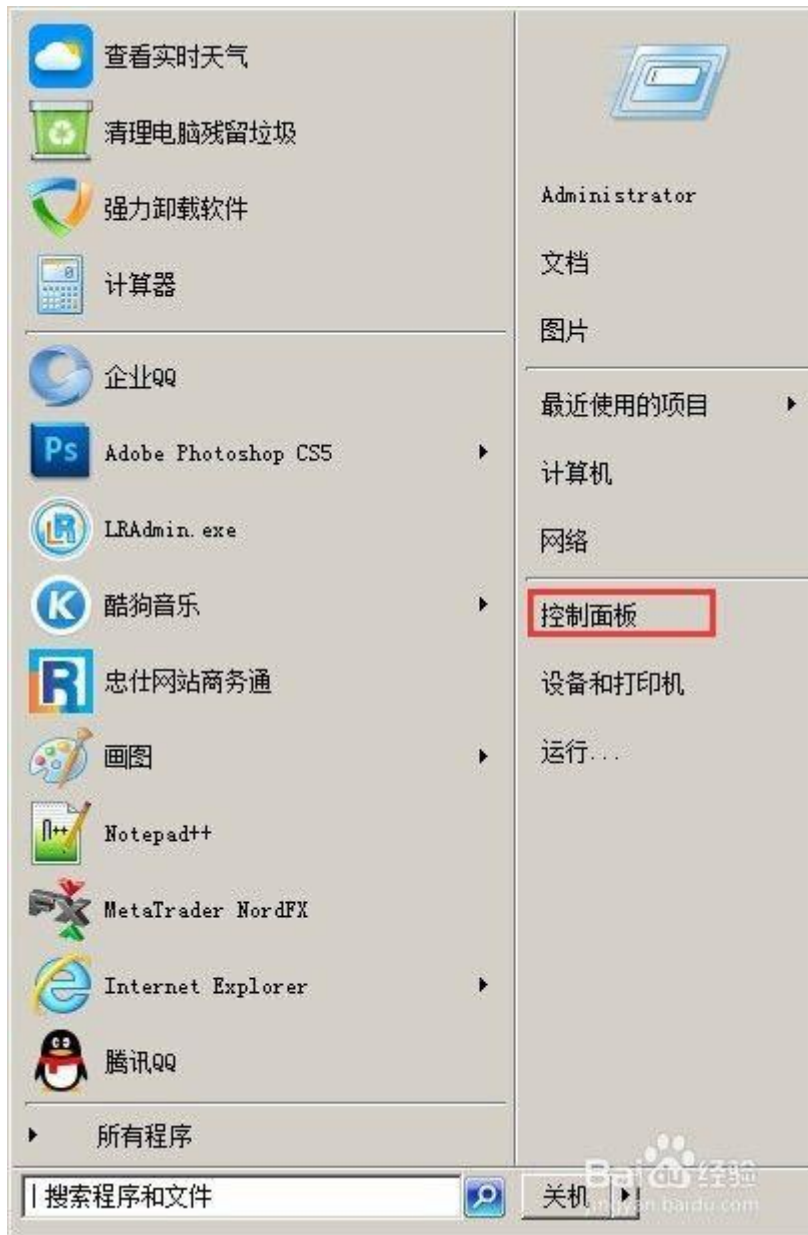 查看实时天气
清理电脑残留垃圾
强力卸载软件
计算器
企业QQ
Ps
Adobe Photoshop CS5
LRAdmin.exe
酷狗音乐
忠仕网站商务通
画图
Notepad++
MetaTrader NordFX
Internet Explorer
腾讯QQ
所有程序
搜索程序和文件
Administrator
文档
图片
最近使用的项目
计算机
网络
控制面板
设备和打印机
运行...
关机
Baidu经验
jingyan.baidu.com